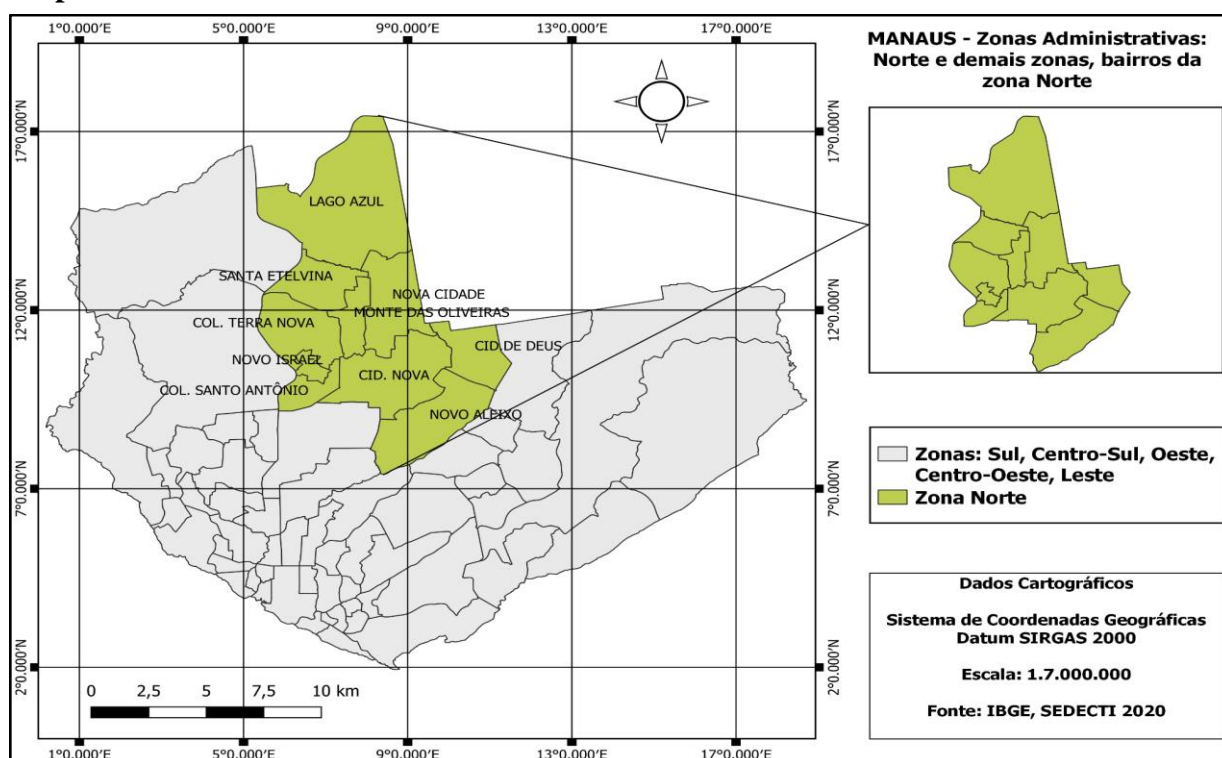 1°0.000'E 5°0.000'E 9°0.000'E 13°0.000'E 17°0.000'E
17°0.000'N
12°0.000'N
7°0.000'N
2°0.000'N
LAGO AZUL
SANTA ETELVINA
NOVA CIDADE
MONTE DAS OLIVEIRAS
COL. TERRA NOVA
CID.DE DEUS
NOVO ISRAEL
CID. NOVA
COL. SANTO ANTÔNIO
NOVO ALEIXO
17°0.000'N
12°0.000'N
7°0.000'N
2°0.000'N
0 2,5 5 7,5 10 km
1°0.000'E 5°0.000'E 9°0.000'E 13°0.000'E 17°0.000'E
MANAUS - Zonas Administrativas:
Norte e demais zonas, bairros da
zona Norte
Zonas: Sul, Centro-Sul, Oeste,
Centro-Oeste, Leste
Zona Norte
Dados Cartográficos
Sistema de Coordenadas Geográficas
Datum SIRGAS 2000
Escala: 1.7.000.000
Fonte: IBGE, SEDECTI 2020